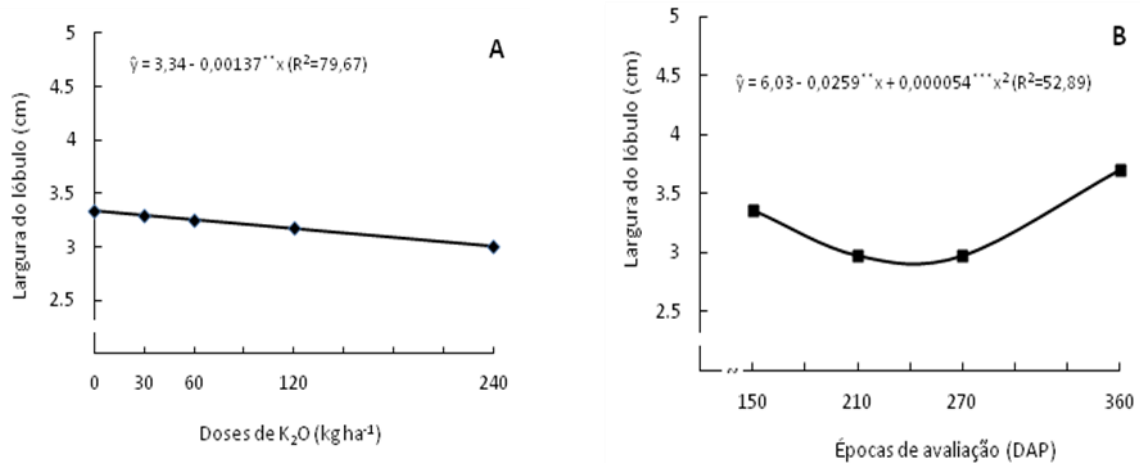 A
ŷ = 3,34 - 0,00137**x (R²=79,67)
Largura do lóbulo (cm)
5
4.5
4
3.5
3
2.5
0 30 60 120 240
Doses de K₂O (kg ha⁻¹)
B
ŷ = 6,03 - 0,0259**x + 0,000054***x² (R²=52,89)
Largura do lóbulo (cm)
5
4.5
4
3.5
3
2.5
150 210 270 360
Épocas de avaliação (DAP)